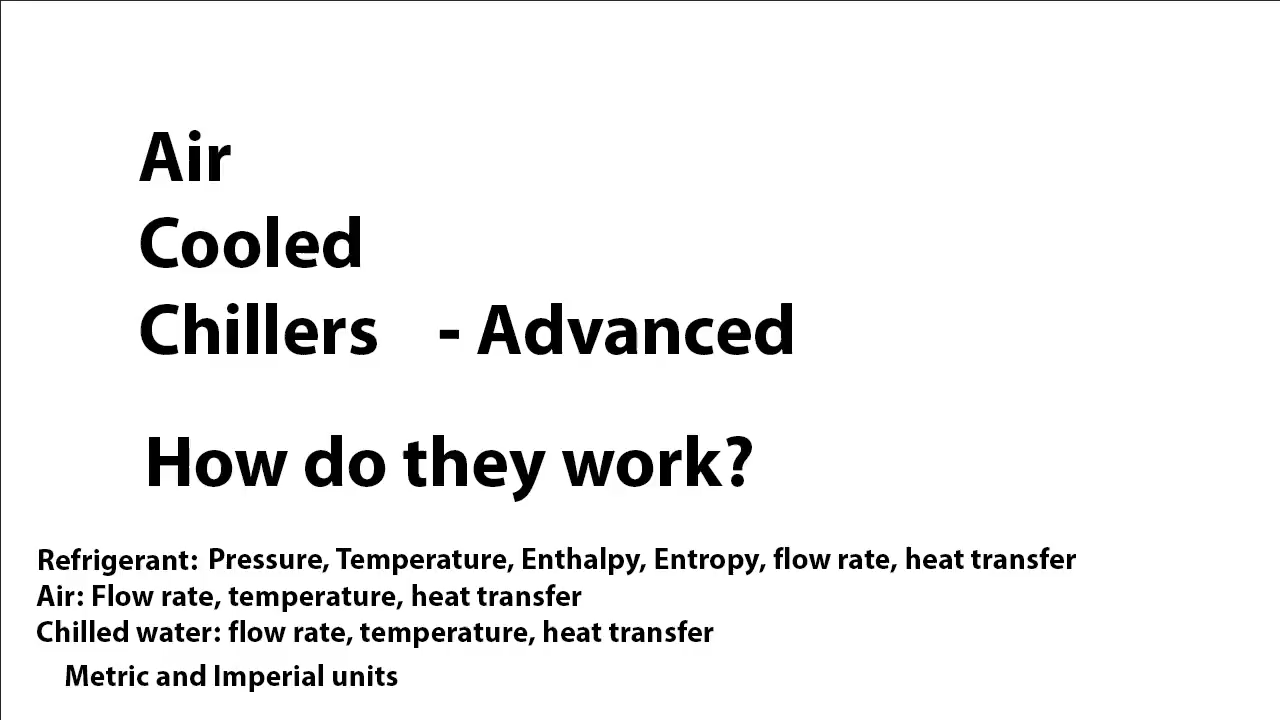 Air
Cooled
Chillers - Advanced
How do they work?
Refrigerant: Pressure, Temperature, Enthalpy, Entropy, flow rate, heat transfer
Air: Flow rate, temperature, heat transfer
Chilled water: flow rate, temperature, heat transfer
Metric and Imperial units